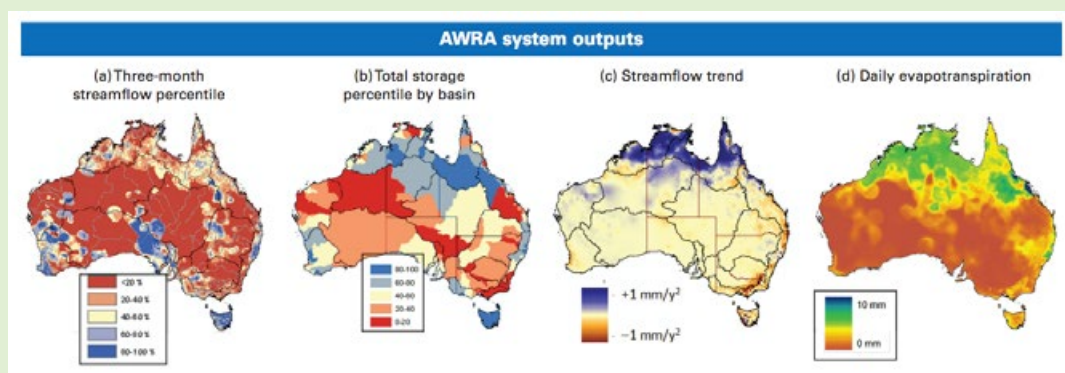 AWRA system outputs
(a) Three-month
streamflow percentile
(b) Total storage
percentile by basin
(c) Streamflow trend
(d) Daily evapotranspiration
<20 %
20-40 %
40-60 %
60-80 %
80-100 %
80-100
60-80
40-60
20-40
0-20
+1 mm/y²
−1 mm/y²
10 mm
0 mm